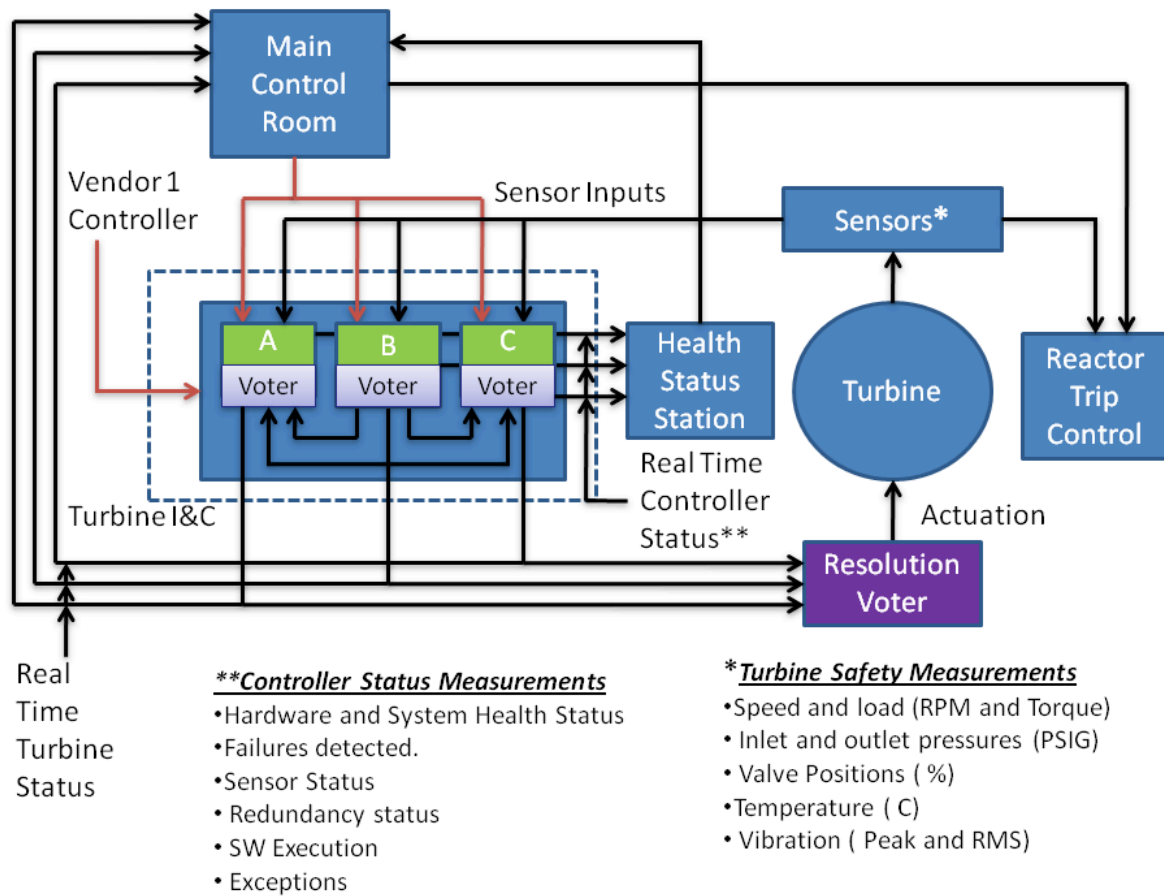 Main
Control
Room
Vendor 1
Controller
Sensor Inputs
Sensors*
A
B
C
Voter
Voter
Voter
Health
Status
Station
Turbine
Reactor
Trip
Control
Real Time
Controller
Status**
Turbine I&C
Actuation
Resolution
Voter
Real
Time
Turbine
Status
**Controller Status Measurements
•Hardware and System Health Status
•Failures detected.
•Sensor Status
• Redundancy status
• SW Execution
• Exceptions
*Turbine Safety Measurements
•Speed and load (RPM and Torque)
• Inlet and outlet pressures (PSIG)
• Valve Positions ( %)
•Temperature ( C)
• Vibration ( Peak and RMS)